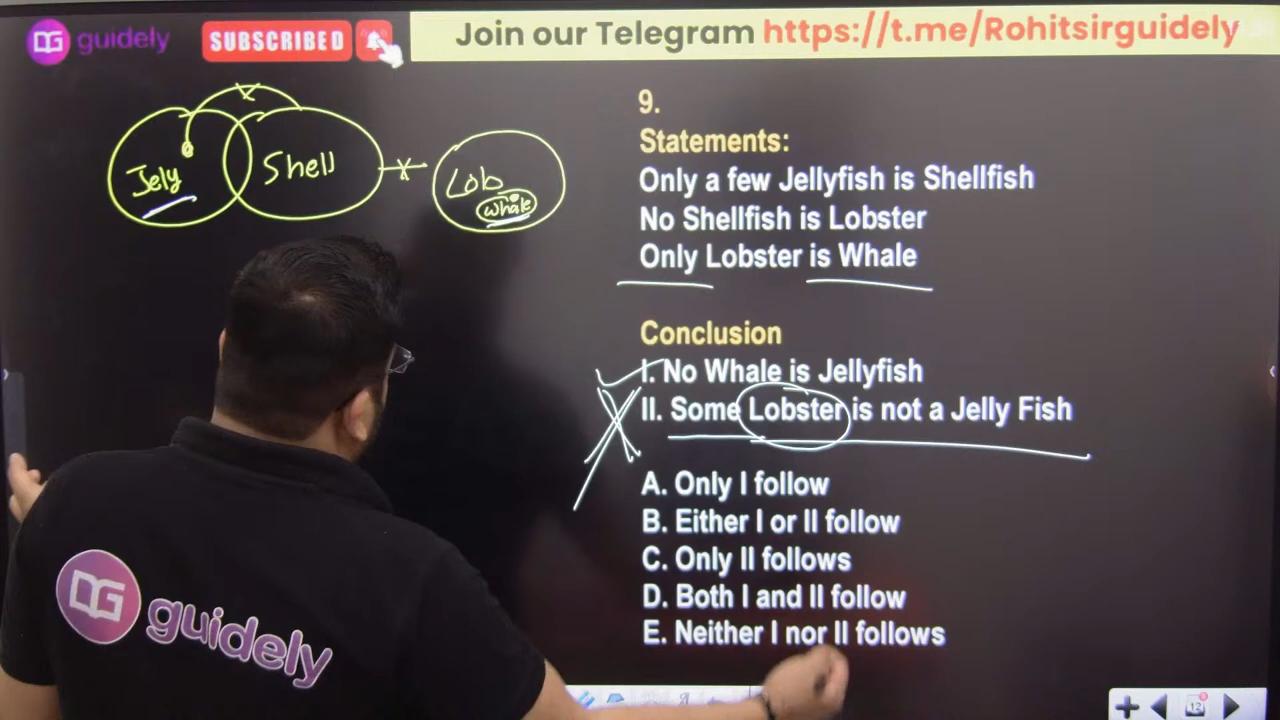 guidely
SUBSCRIBED
Join our Telegram https://t.me/Rohitsirguidely
Jely
Shell
Lob
whale
9.
Statements:
Only a few Jellyfish is Shellfish
No Shellfish is Lobster
Only Lobster is Whale
Conclusion
I. No Whale is Jellyfish
II. Some Lobster is not a Jelly Fish
A. Only I follow
B. Either I or II follow
C. Only II follows
D. Both I and II follow
E. Neither I nor II follows
DG guidely
12